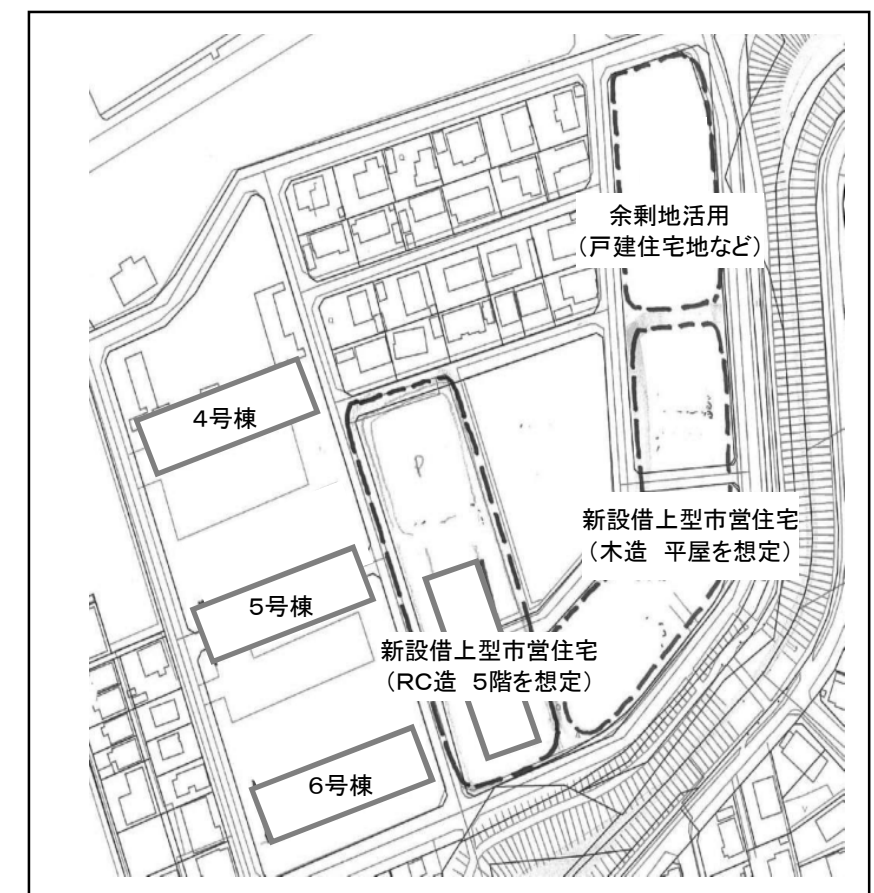 余剰地活用
（戸建住宅地など）
4号棟
P
新設借上型市営住宅
（木造 平屋を想定）
5号棟
新設借上型市営住宅
（RC造 5階を想定）
6号棟